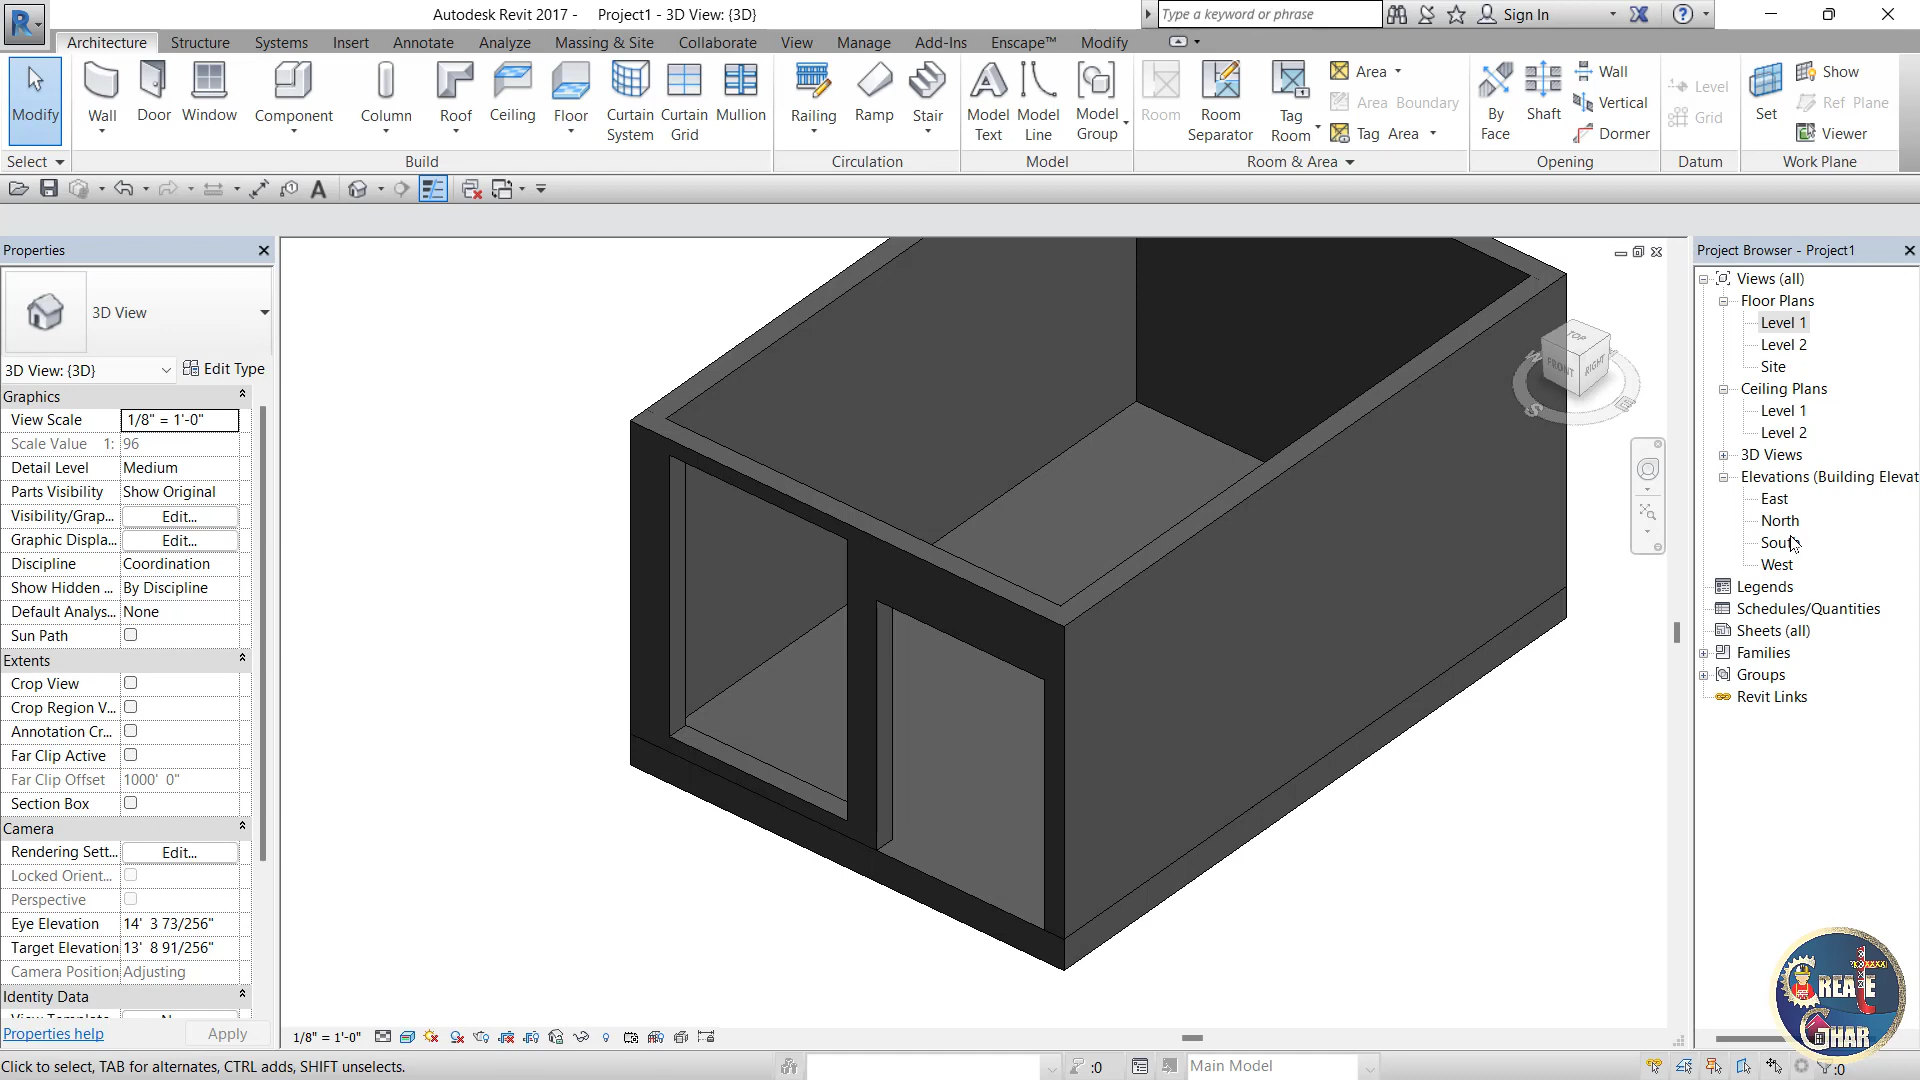 Autodesk Revit 2017 -     Project1 - 3D View: {3D}
Type a keyword or phrase
Sign In
Architecture Structure Systems Insert Annotate Analyze Massing & Site Collaborate View Manage Add-Ins Enscape™ Modify
Modify
Wall
Door
Window
Component
Column
Roof
Ceiling
Floor
Curtain System
Curtain Grid
Mullion
Railing
Ramp
Stair
Model Text
Model Line
Model Group
Room
Room Separator
Tag Room
Area
Area Boundary
Tag Area
By Face
Shaft
Wall
Vertical
Dormer
Level
Grid
Set
Show
Ref Plane
Viewer
Select Build Circulation Model Room & Area Opening Datum Work Plane
Properties
3D View
3D View: {3D} Edit Type
Graphics
View Scale 1/8" = 1'-0"
Scale Value 1: 96
Detail Level Medium
Parts Visibility Show Original
Visibility/Grap... Edit...
Graphic Displa... Edit...
Discipline Coordination
Show Hidden ... By Discipline
Default Analys... None
Sun Path
Extents
Crop View
Crop Region V...
Annotation Cr...
Far Clip Active
Far Clip Offset 1000' 0"
Section Box
Camera
Rendering Sett... Edit...
Locked Orient...
Perspective
Eye Elevation 14' 3 73/256"
Target Elevation 13' 8 91/256"
Camera Position Adjusting
Identity Data
Properties help Apply
TOP
FRONT
RIGHT
W
S
E
Project Browser - Project1
Views (all)
Floor Plans
Level 1
Level 2
Site
Ceiling Plans
Level 1
Level 2
3D Views
Elevations (Building Elevat
East
North
South
West
Legends
Schedules/Quantities
Sheets (all)
Families
Groups
Revit Links
CREATE
GHAR
1/8" = 1'-0"
Click to select, TAB for alternates, CTRL adds, SHIFT unselects.
:0
Main Model
:0